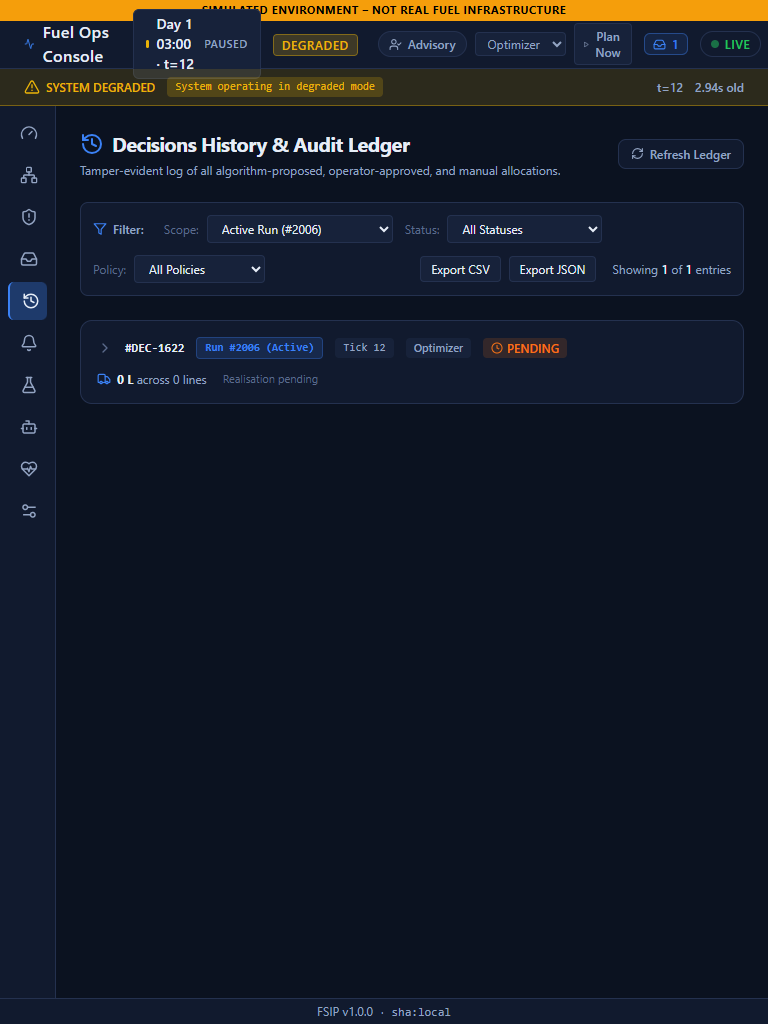 SIMULATED ENVIRONMENT – NOT REAL FUEL INFRASTRUCTURE
Fuel Ops
Console
Day 1
03:00
· t=12
PAUSED
DEGRADED
Advisory
Optimizer
Plan
Now
1
LIVE
SYSTEM DEGRADED
System operating in degraded mode
t=12 2.94s old
Decisions History & Audit Ledger
Tamper-evident log of all algorithm-proposed, operator-approved, and manual allocations.
Refresh Ledger
Filter: Scope: Active Run (#2006) Status: All Statuses
Policy: All Policies Export CSV Export JSON Showing 1 of 1 entries
#DEC-1622 Run #2006 (Active) Tick 12 Optimizer PENDING
0 L across 0 lines Realisation pending
FSIP v1.0.0 · sha:local